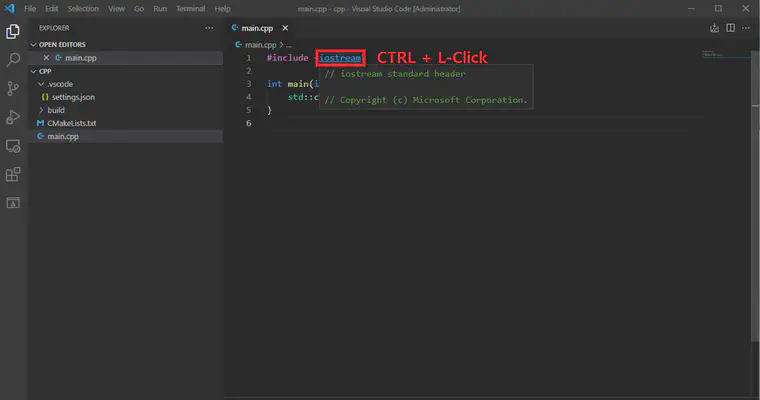 File Edit Selection View Go Run Terminal Help
main.cpp - cpp - Visual Studio Code [Administrator]
EXPLORER
OPEN EDITORS
main.cpp
CPP
.vscode
settings.json
build
CMakeLists.txt
main.cpp
main.cpp
main.cpp > ...
1 #include <iostream CTRL + L-Click
// iostream standard header
2
3 int main(i
4 std::c
// Copyright (c) Microsoft Corporation.
5 }
6